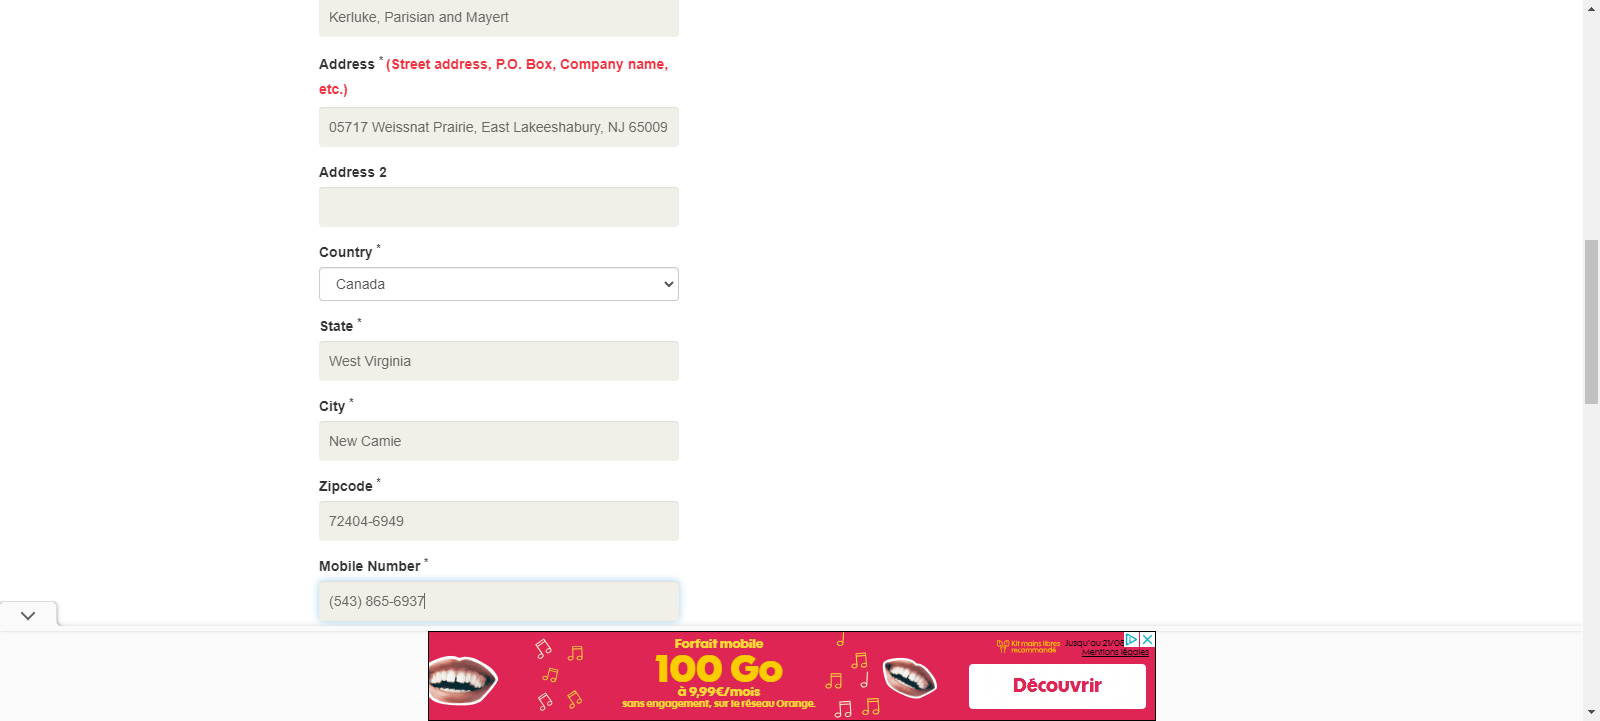 Kerluke, Parisian and Mayert
Address * (Street address, P.O. Box, Company name,
etc.)
05717 Weissnat Prairie, East Lakeeshabury, NJ 65009
Address 2
Country *
Canada
State *
West Virginia
City *
New Camie
Zipcode *
72404-6949
Mobile Number *
(543) 865-6937
Forfait mobile
100 Go
à 9,99€/mois
sans engagement, sur le réseau Orange.
Kit mains libres
recommandé
Jusqu'au 21/08
Mentions légales
Découvrir